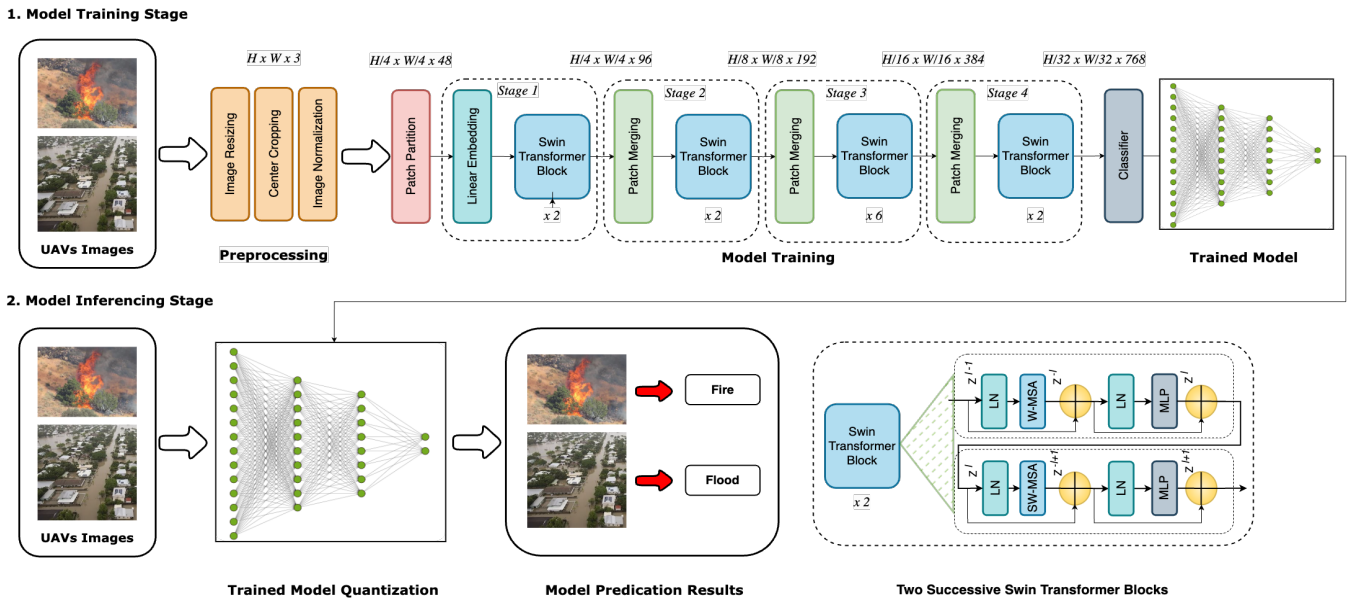 1. Model Training Stage
H x W x 3
H/4 x W/4 x 48
H/4 x W/4 x 96
H/8 x W/8 x 192
H/16 x W/16 x 384
H/32 x W/32 x 768
UAVs Images
Image Resizing
Center Cropping
Image Normalization
Preprocessing
Patch Partition
Linear Embedding
Stage 1
Swin
Transformer
Block
x 2
Patch Merging
Stage 2
Swin
Transformer
Block
x 2
Patch Merging
Stage 3
Swin
Transformer
Block
x 6
Patch Merging
Stage 4
Swin
Transformer
Block
x 2
Classifier
Model Training
Trained Model
2. Model Inferencing Stage
UAVs Images
Trained Model Quantization
Fire
Flood
Model Predication Results
Swin
Transformer
Block
x 2
z^l-1
LN
W-MSA
z^-l
LN
MLP
z^l
z^l
LN
SW-MSA
z^-l+1
LN
MLP
z^l+1
Two Successive Swin Transformer Blocks